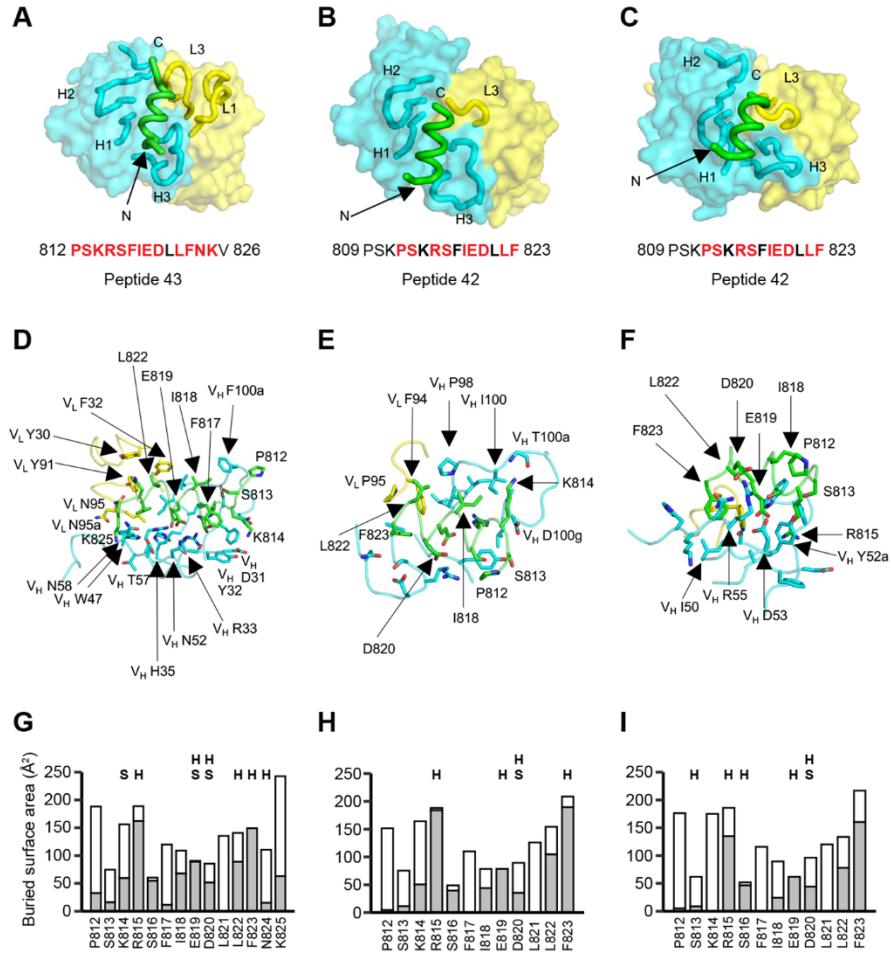 A
B
C
C
L3
H2
L1
H1
H3
N
C
L3
H2
H1
H3
N
C
L3
H2
H1
H3
N
812 PSKRSFIEDLLFNKV 826
809 PSKPSKRSFIEDLLF 823
809 PSKPSKRSFIEDLLF 823
Peptide 43
Peptide 42
Peptide 42
D
L822
E819
VL F32
I818
VH F100a
F817
VL Y30
VL Y91
P812
S813
VL N95
VL N95a
K825
K814
VH N58
VH W47
VH T57
VH Y32
VH D31
VH R33
VH N52
VH H35
E
VH P98
VL F94
VH I100
VH T100a
VL P95
K814
L822
F823
VH D100g
S813
P812
I818
D820
F
L822
D820
I818
E819
F823
P812
S813
R815
VH Y52a
VH I50
VH R55
VH D53
G
H
I
Buried surface area (Å²)
S H H S H S H H H
250
200
150
100
50
0
P812 S813 K814 R815 S816 F817 I818 E819 D820 L821 L822 F823 N824 K825
H H H S H
250
200
150
100
50
0
P812 S813 K814 R815 S816 F817 I818 E819 D820 L821 L822 F823
H H S H H S
250
200
150
100
50
0
P812 S813 K814 R815 S816 F817 I818 E819 D820 L821 L822 F823